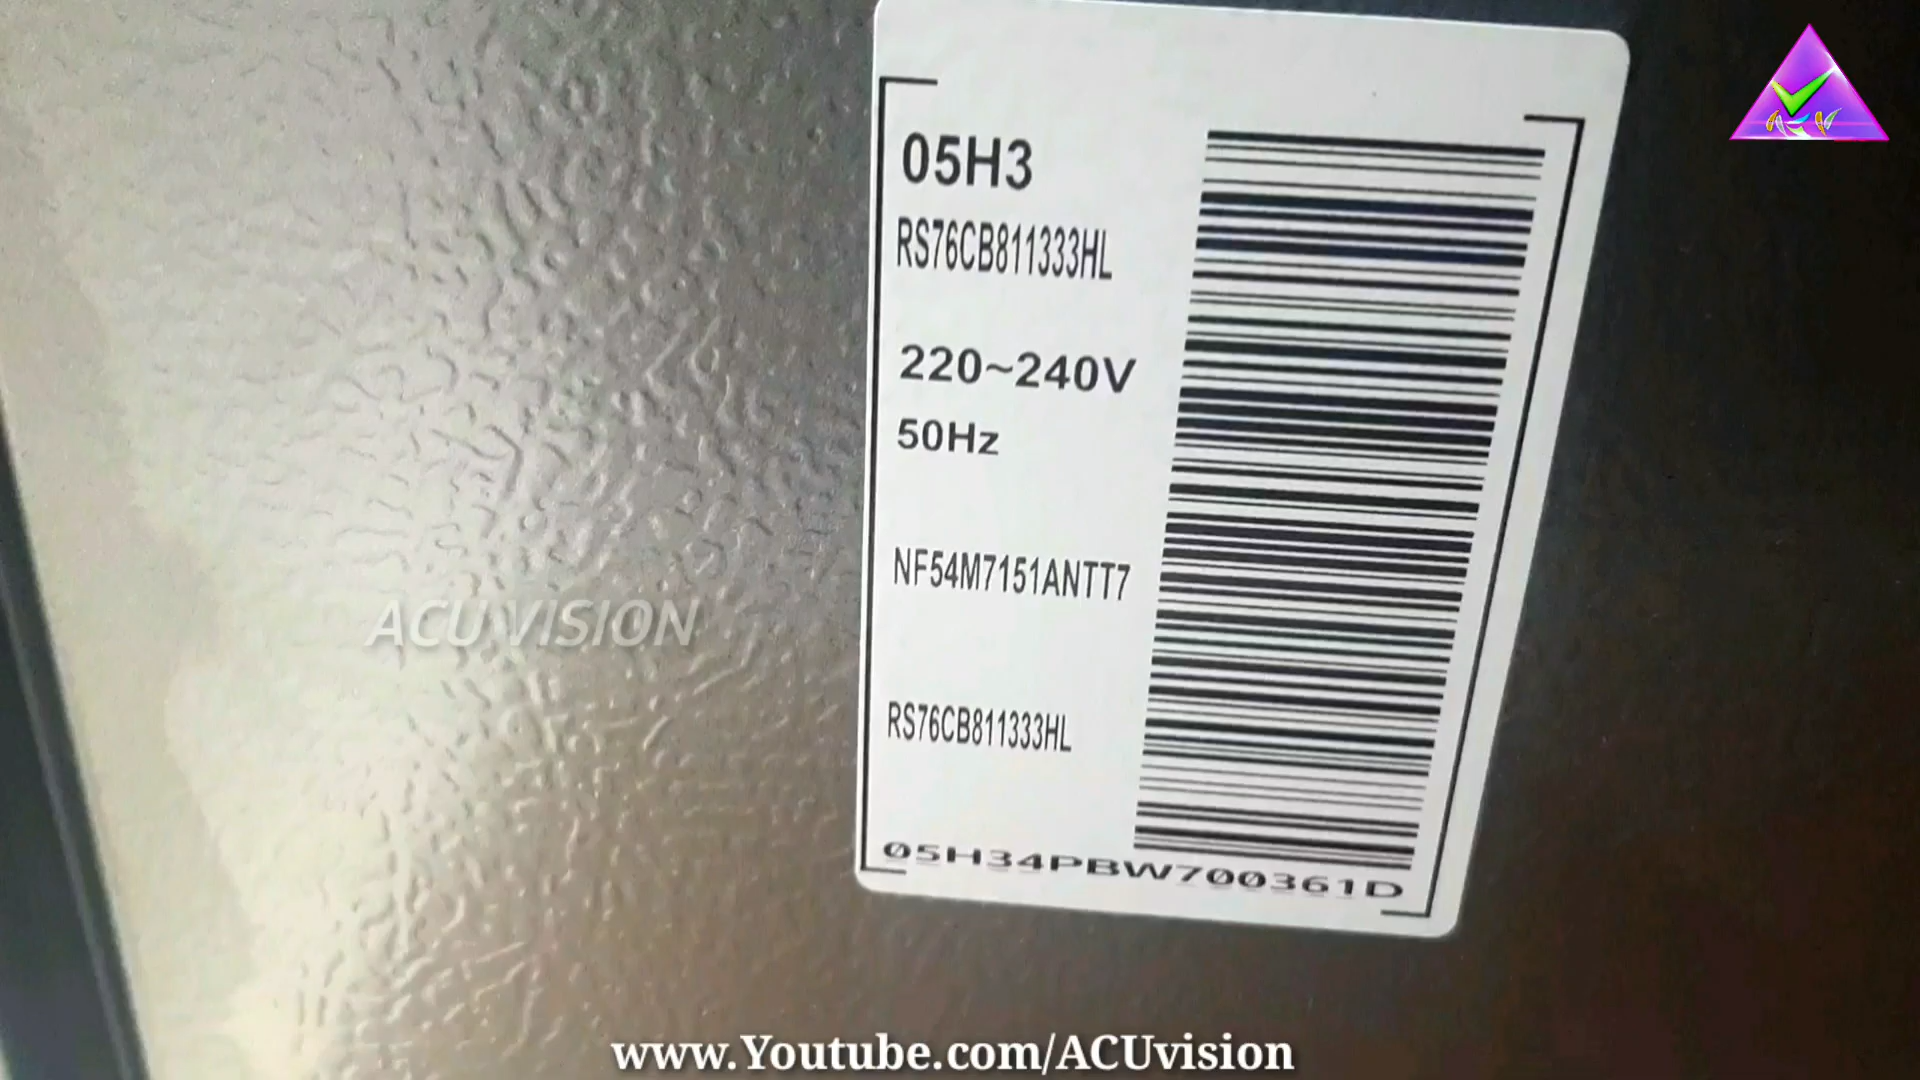 05H3
RS76CB811333HL
220~240V
50Hz
NF54M7151ANTT7
RS76CB811333HL
05H34PBW700361D
ACU VISION
www.Youtube.com/ACUvision